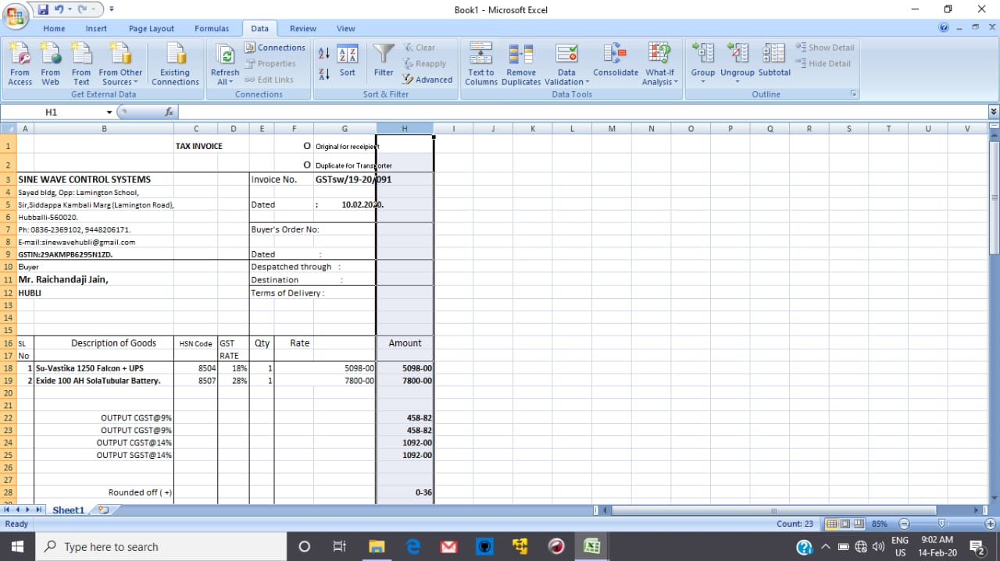 Book1 - Microsoft Excel
Home Insert Page Layout Formulas Data Review View
From Access
From Web
From Text
From Other Sources
Existing Connections
Get External Data
Refresh All
Connections
Properties
Edit Links
Connections
Sort
Filter
Clear
Reapply
Advanced
Sort & Filter
Text to Columns
Remove Duplicates
Data Validation
Consolidate
What-If Analysis
Data Tools
Group
Ungroup
Subtotal
Show Detail
Hide Detail
Outline
H1 fx
A B C D E F G H I J K L M N O P Q R S T U V
1 TAX INVOICE O Original for receipient
2 O Duplicate for Transporter
3 SINE WAVE CONTROL SYSTEMS Invoice No. GSTsw/19-20/091
4 Sayed bldg, Opp: Lamington School,
5 Sir,Siddappa Kambali Marg (Lamington Road), Dated : 10.02.2020.
6 Hubballi-560020.
7 Ph: 0836-2369102, 9448206171. Buyer's Order No:
8 E-mail:sinewavehubli@gmail.com
9 GSTIN:29AKMPB6295N1ZD. Dated :
10 Buyer Despatched through :
11 Mr. Raichandaji Jain, Destination :
12 HUBLI Terms of Delivery :
13
14
15
16 SL Description of Goods HSN Code GST Qty Rate Amount
17 No RATE
18 1 Su-Vastika 1250 Falcon + UPS 8504 18% 1 5098-00 5098-00
19 2 Exide 100 AH SolaTubular Battery. 8507 28% 1 7800-00 7800-00
20
21
22 OUTPUT CGST@9% 458-82
23 OUTPUT CGST@9% 458-82
24 OUTPUT CGST@14% 1092-00
25 OUTPUT SGST@14% 1092-00
26
27
28 Rounded off ( +) 0-36
Sheet1
Ready Count: 23 85%
Type here to search
ENG
US
9:02 AM
14-Feb-20
2